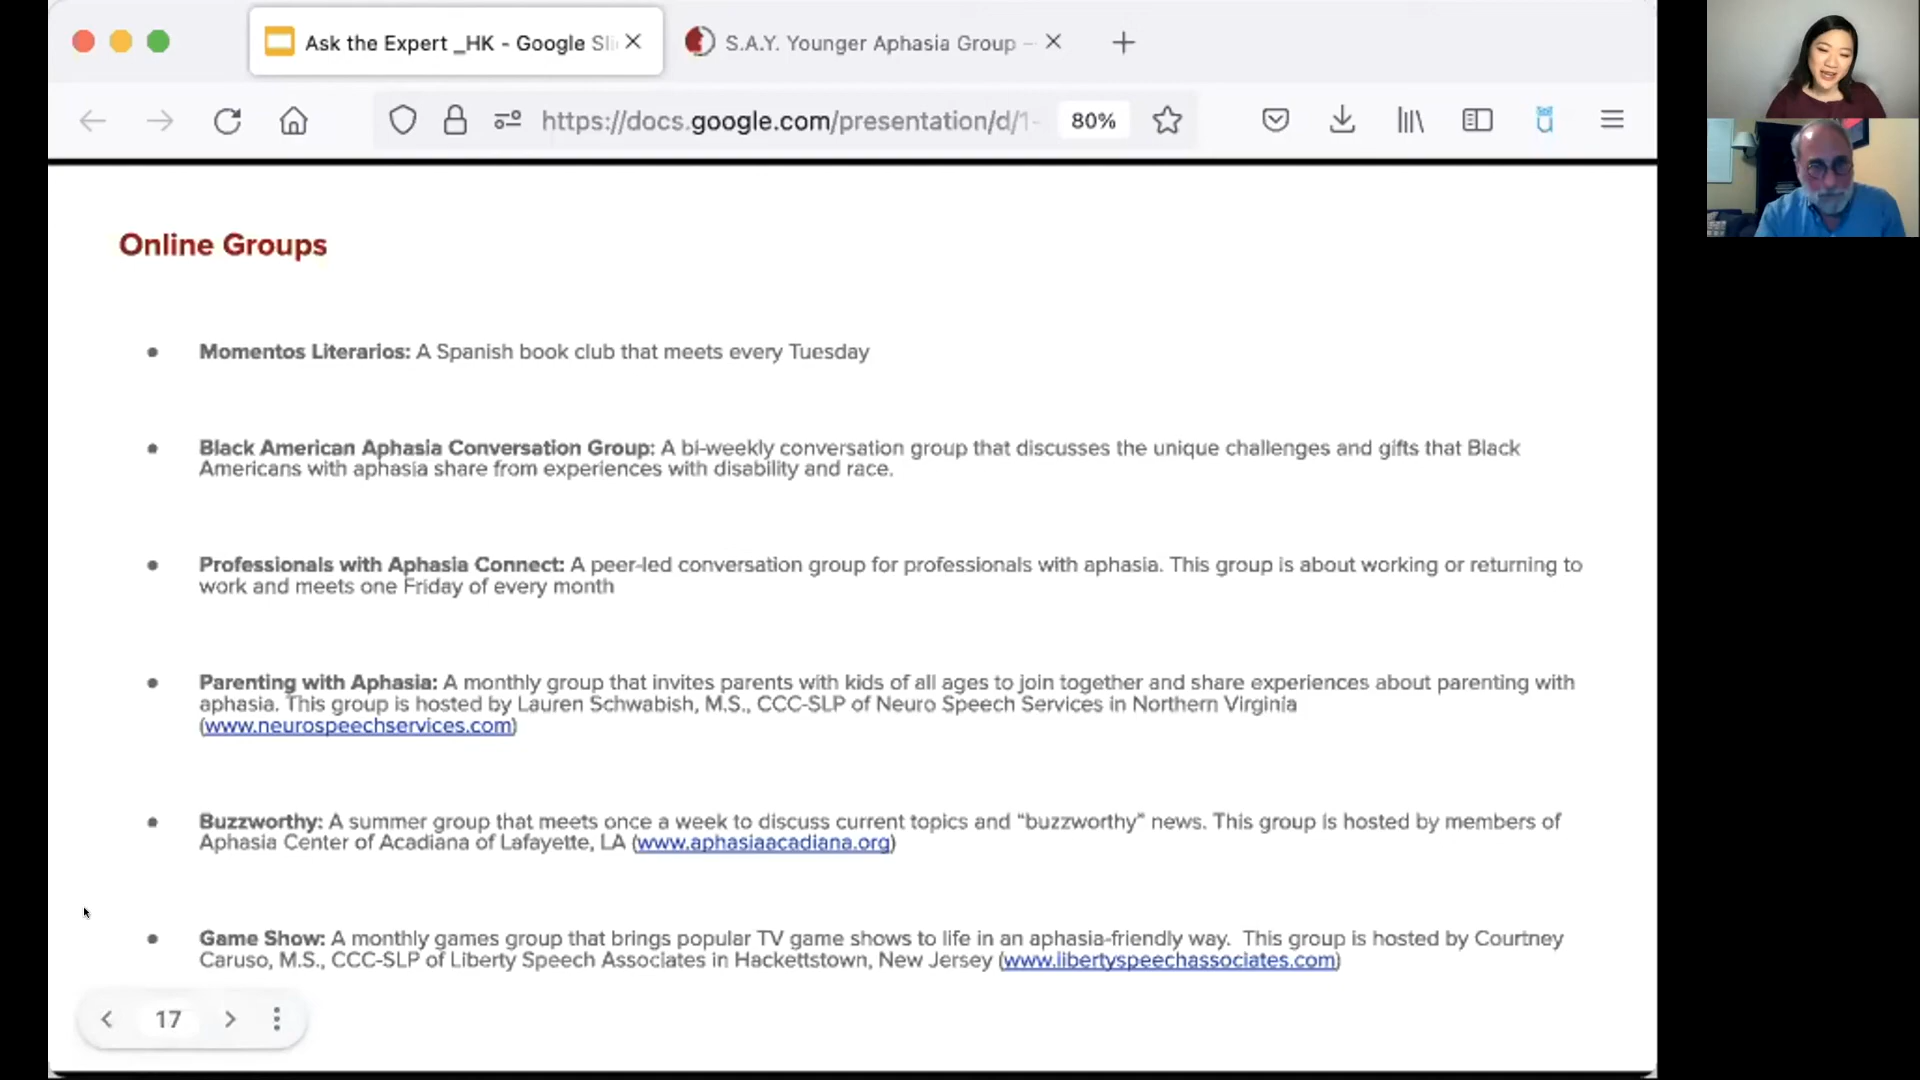 Ask the Expert _HK - Google Sli
S.A.Y. Younger Aphasia Group –
https://docs.google.com/presentation/d/1-
80%
Online Groups
• Momentos Literarios: A Spanish book club that meets every Tuesday
• Black American Aphasia Conversation Group: A bi-weekly conversation group that discusses the unique challenges and gifts that Black
Americans with aphasia share from experiences with disability and race.
• Professionals with Aphasia Connect: A peer-led conversation group for professionals with aphasia. This group is about working or returning to
work and meets one Friday of every month
• Parenting with Aphasia: A monthly group that invites parents with kids of all ages to join together and share experiences about parenting with
aphasia. This group is hosted by Lauren Schwabish, M.S., CCC-SLP of Neuro Speech Services in Northern Virginia
(www.neurospeechservices.com)
• Buzzworthy: A summer group that meets once a week to discuss current topics and “buzzworthy” news. This group is hosted by members of
Aphasia Center of Acadiana of Lafayette, LA (www.aphasiaacadiana.org)
• Game Show: A monthly games group that brings popular TV game shows to life in an aphasia-friendly way. This group is hosted by Courtney
Caruso, M.S., CCC-SLP of Liberty Speech Associates in Hackettstown, New Jersey (www.libertyspeechassociates.com)
17